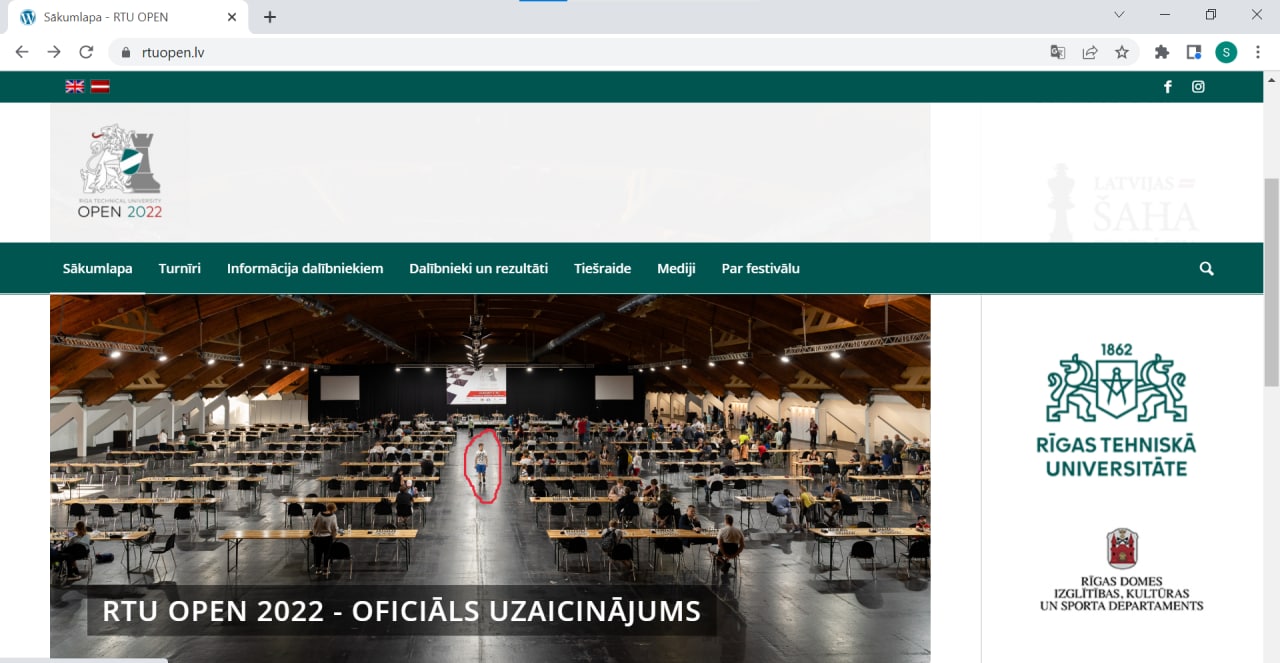 Sākumlapa - RTU OPEN
rtuopen.lv
S
RIGA TECHNICAL UNIVERSITY
OPEN 2022
LATVIJAS
ŠAHA
Sākumlapa Turnīri Informācija dalībniekiem Dalībnieki un rezultāti Tiešraide Mediji Par festivālu
1862
RĪGAS TEHNISKĀ
UNIVERSITĀTE
RĪGAS DOMES
IZGLĪTĪBAS, KULTŪRAS
UN SPORTA DEPARTAMENTS
RTU OPEN 2022 - OFICIĀLS UZAICINĀJUMS